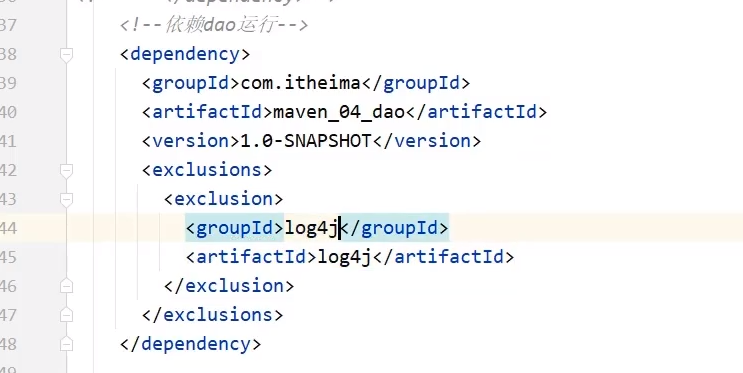 </dependency>-->
37 <!--依赖dao运行-->
38 <dependency>
39 <groupId>com.itheima</groupId>
40 <artifactId>maven_04_dao</artifactId>
41 <version>1.0-SNAPSHOT</version>
42 <exclusions>
43 <exclusion>
44 <groupId>log4j</groupId>
45 <artifactId>log4j</artifactId>
46 </exclusion>
47 </exclusions>
48 </dependency>